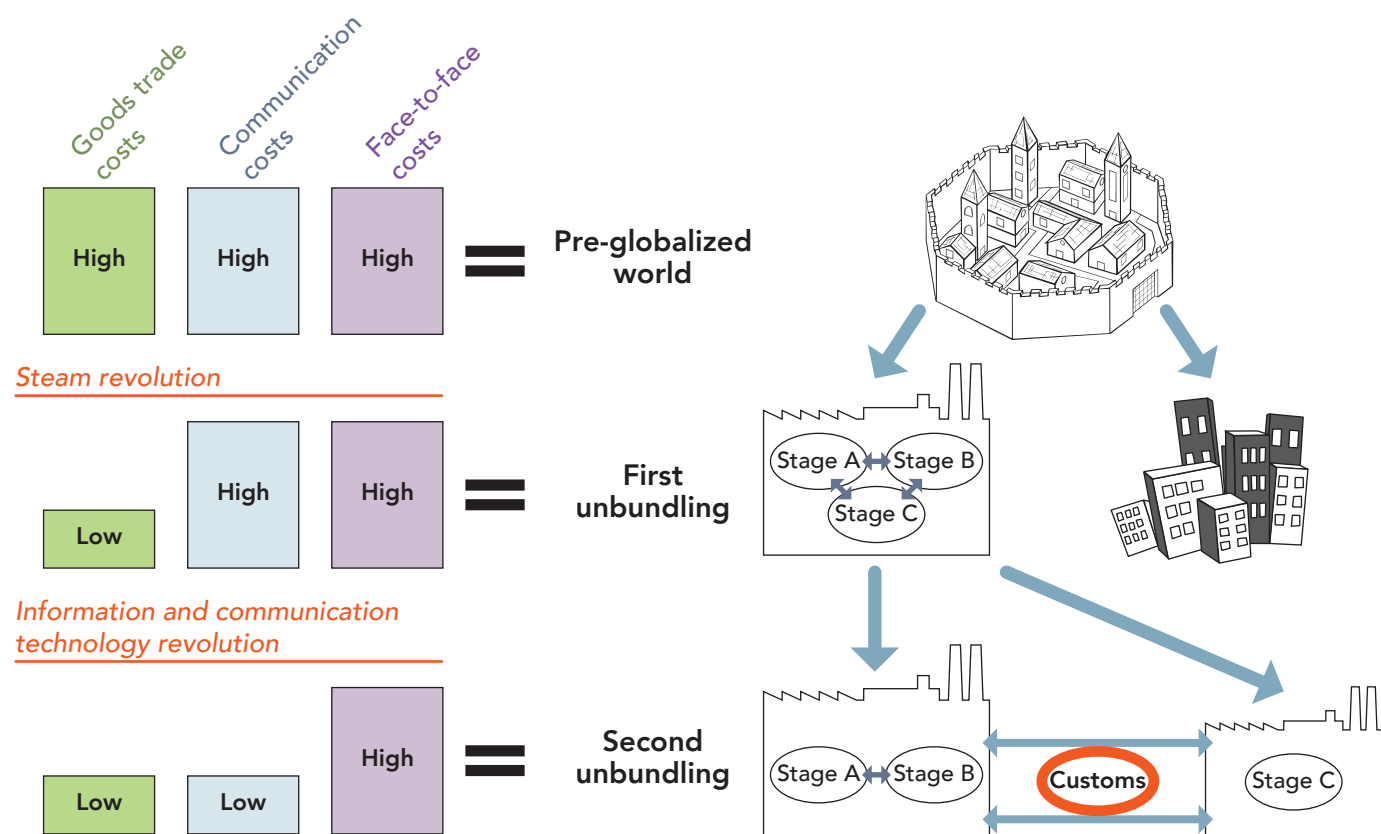 Goods trade
costs
Communication
costs
Face-to-face
costs
High
High
High
Pre-globalized
world
Steam revolution
Low
High
High
First
unbundling
Stage A
Stage B
Stage C
Information and communication
technology revolution
Low
Low
High
Second
unbundling
Stage A
Stage B
Customs
Stage C